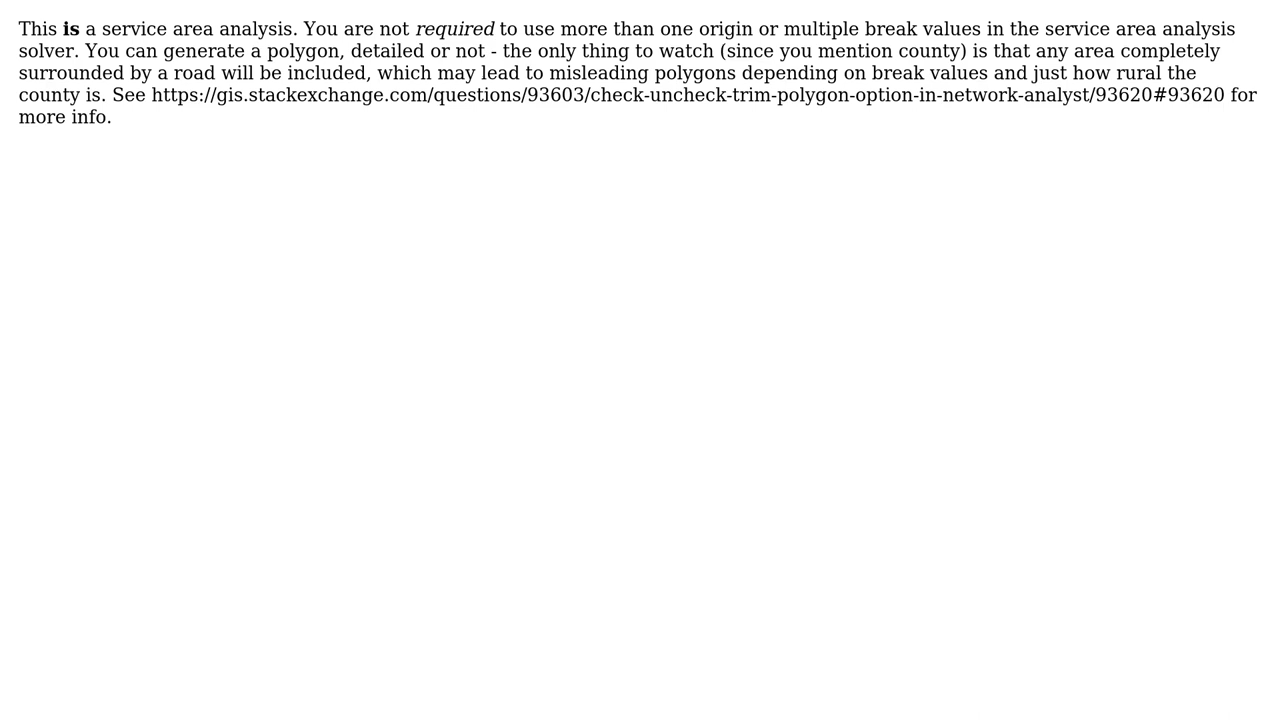 This is a service area analysis. You are not required to use more than one origin or multiple break values in the service area analysis
solver. You can generate a polygon, detailed or not - the only thing to watch (since you mention county) is that any area completely
surrounded by a road will be included, which may lead to misleading polygons depending on break values and just how rural the
county is. See https://gis.stackexchange.com/questions/93603/check-uncheck-trim-polygon-option-in-network-analyst/93620#93620 for
more info.